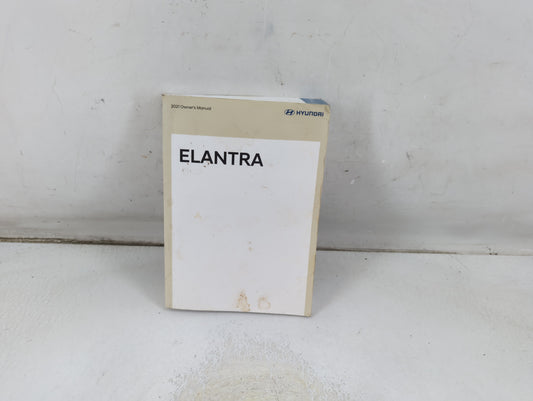 2021 Owner's Manual
HYUNDAI
ELANTRA